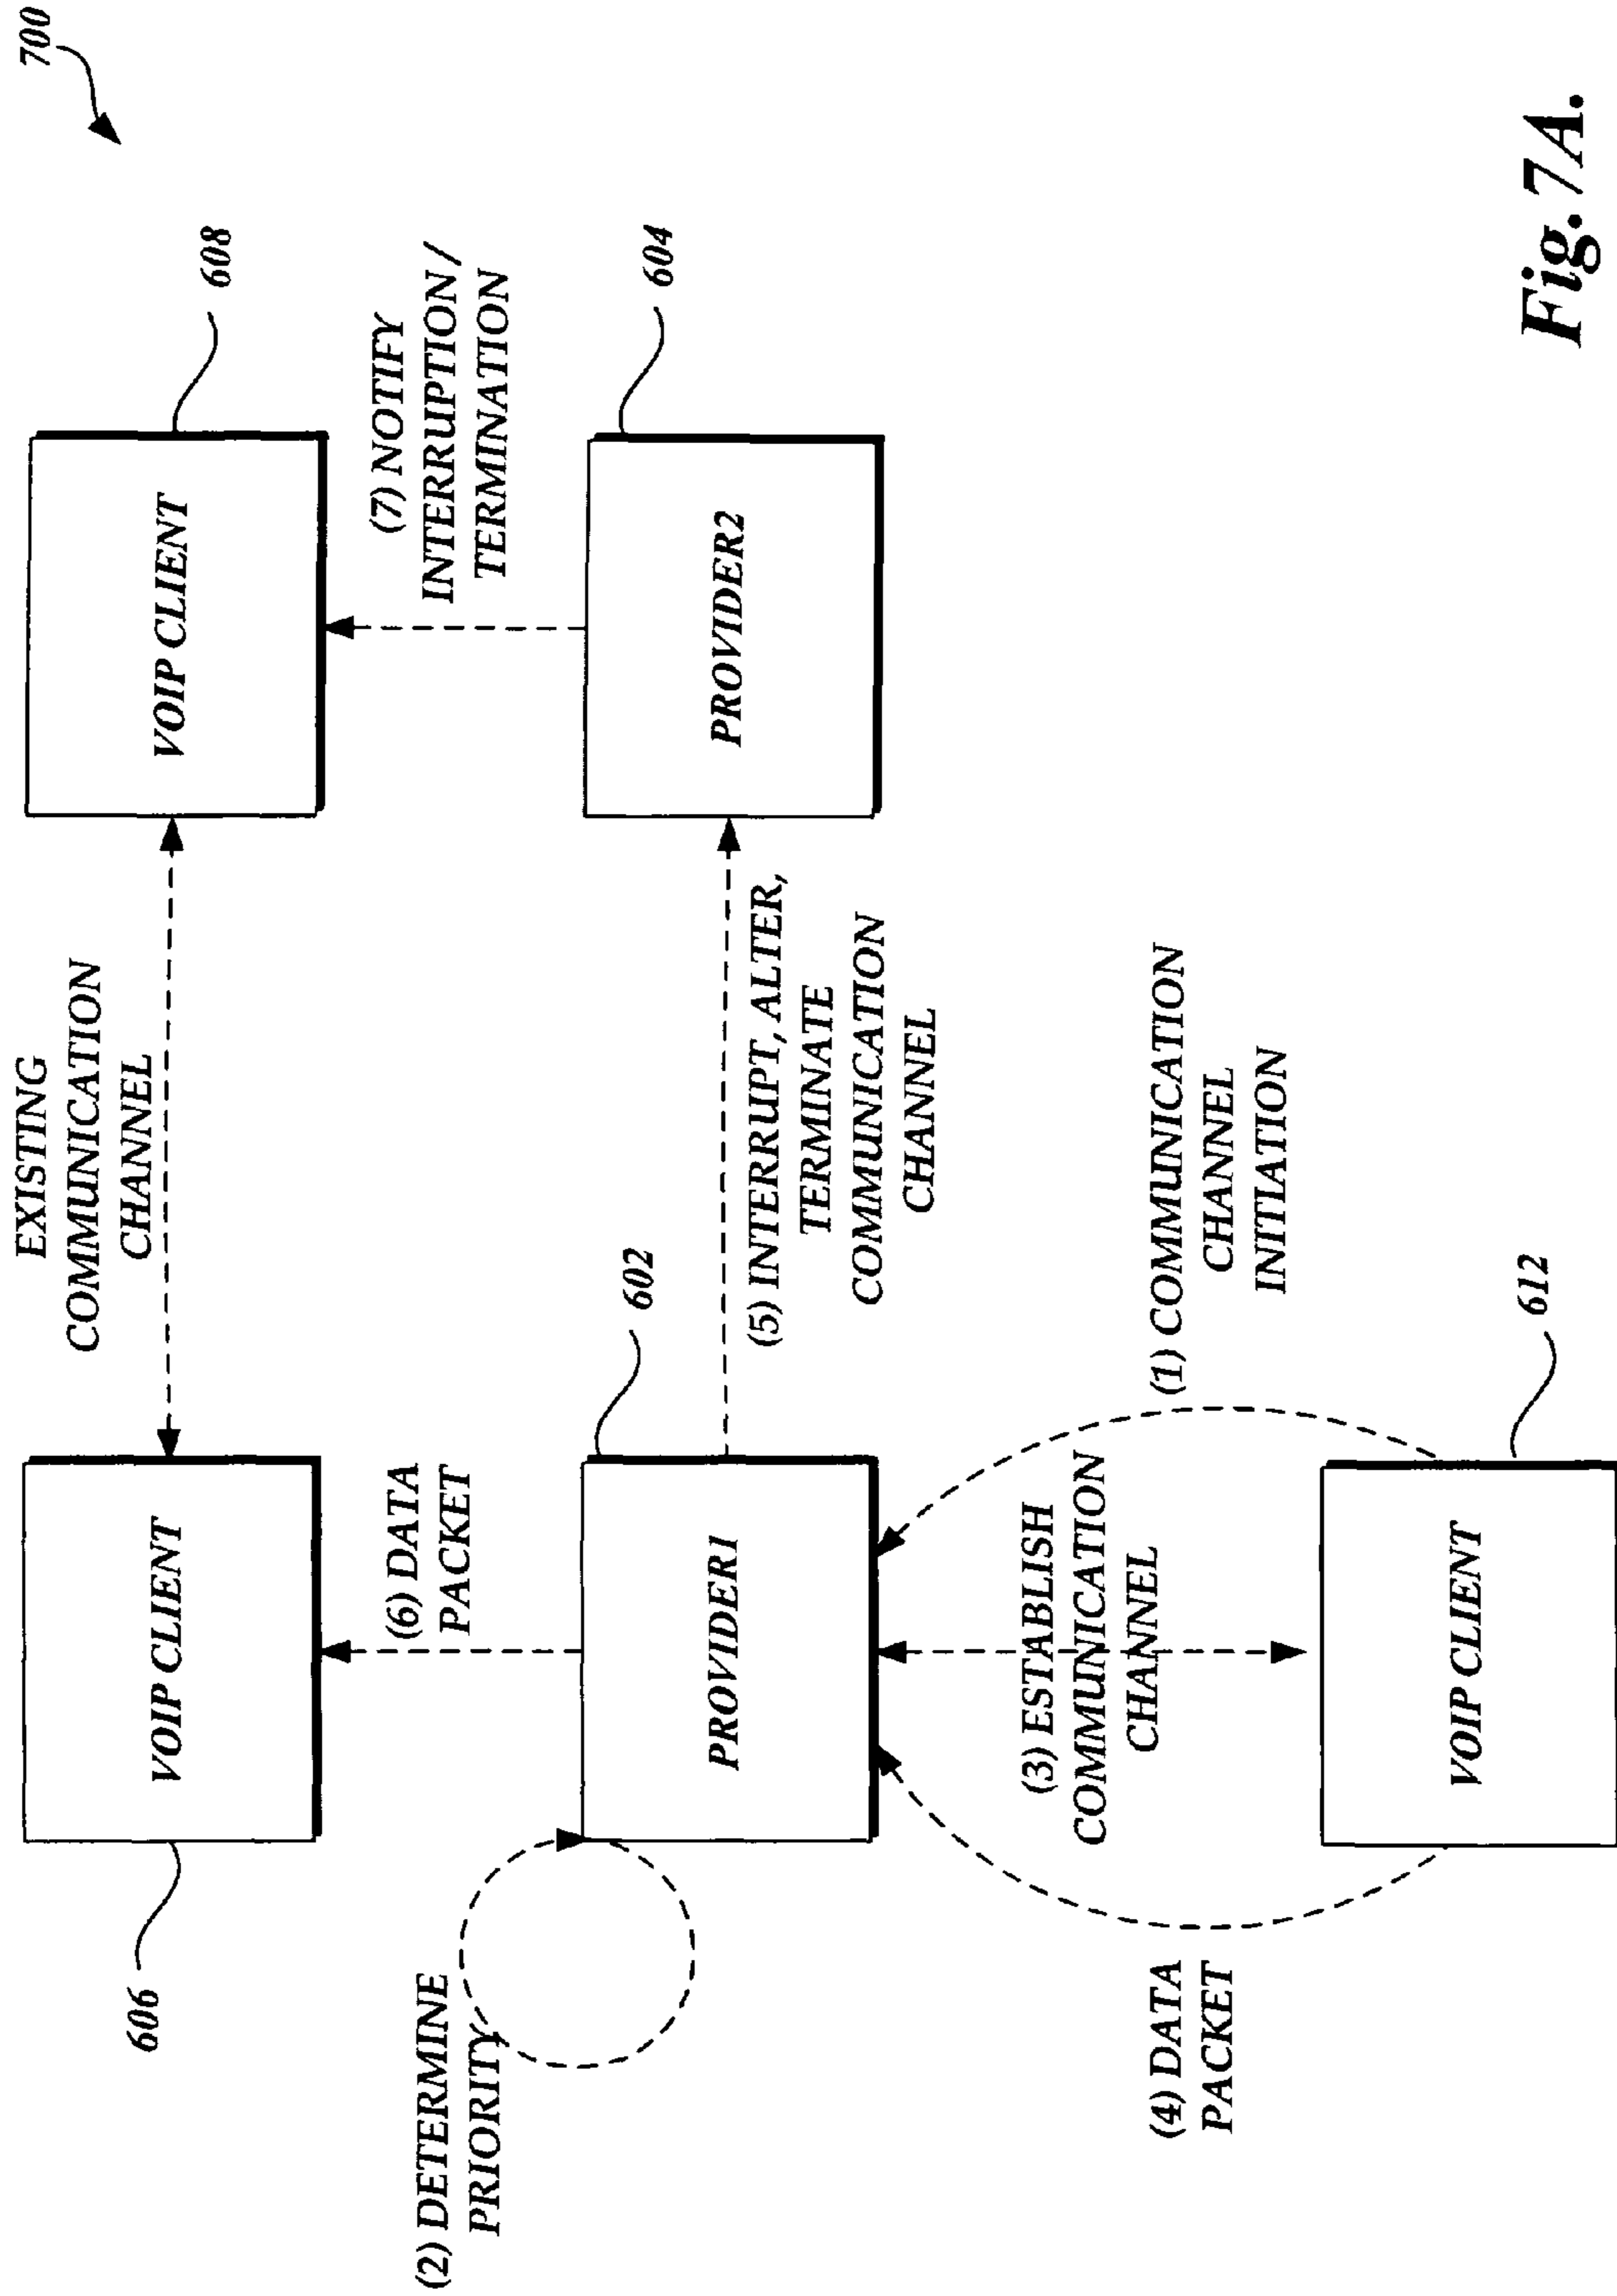 700
EXISTING
COMMUNICATION
CHANNEL
606
VOIP CLIENT
VOIP CLIENT
608
(2) DETERMINE
PRIORITY
(6) DATA
PACKET
(7) NOTIFY
INTERRUPTION /
TERMINATION
602
604
PROVIDER1
PROVIDER2
(5) INTERRUPT, ALTER,
TERMINATE
COMMUNICATION
CHANNEL
(3) ESTABLISH
COMMUNICATION
CHANNEL
(4) DATA
PACKET
(1) COMMUNICATION
CHANNEL
INITIATION
VOIP CLIENT
612
Fig.7A.